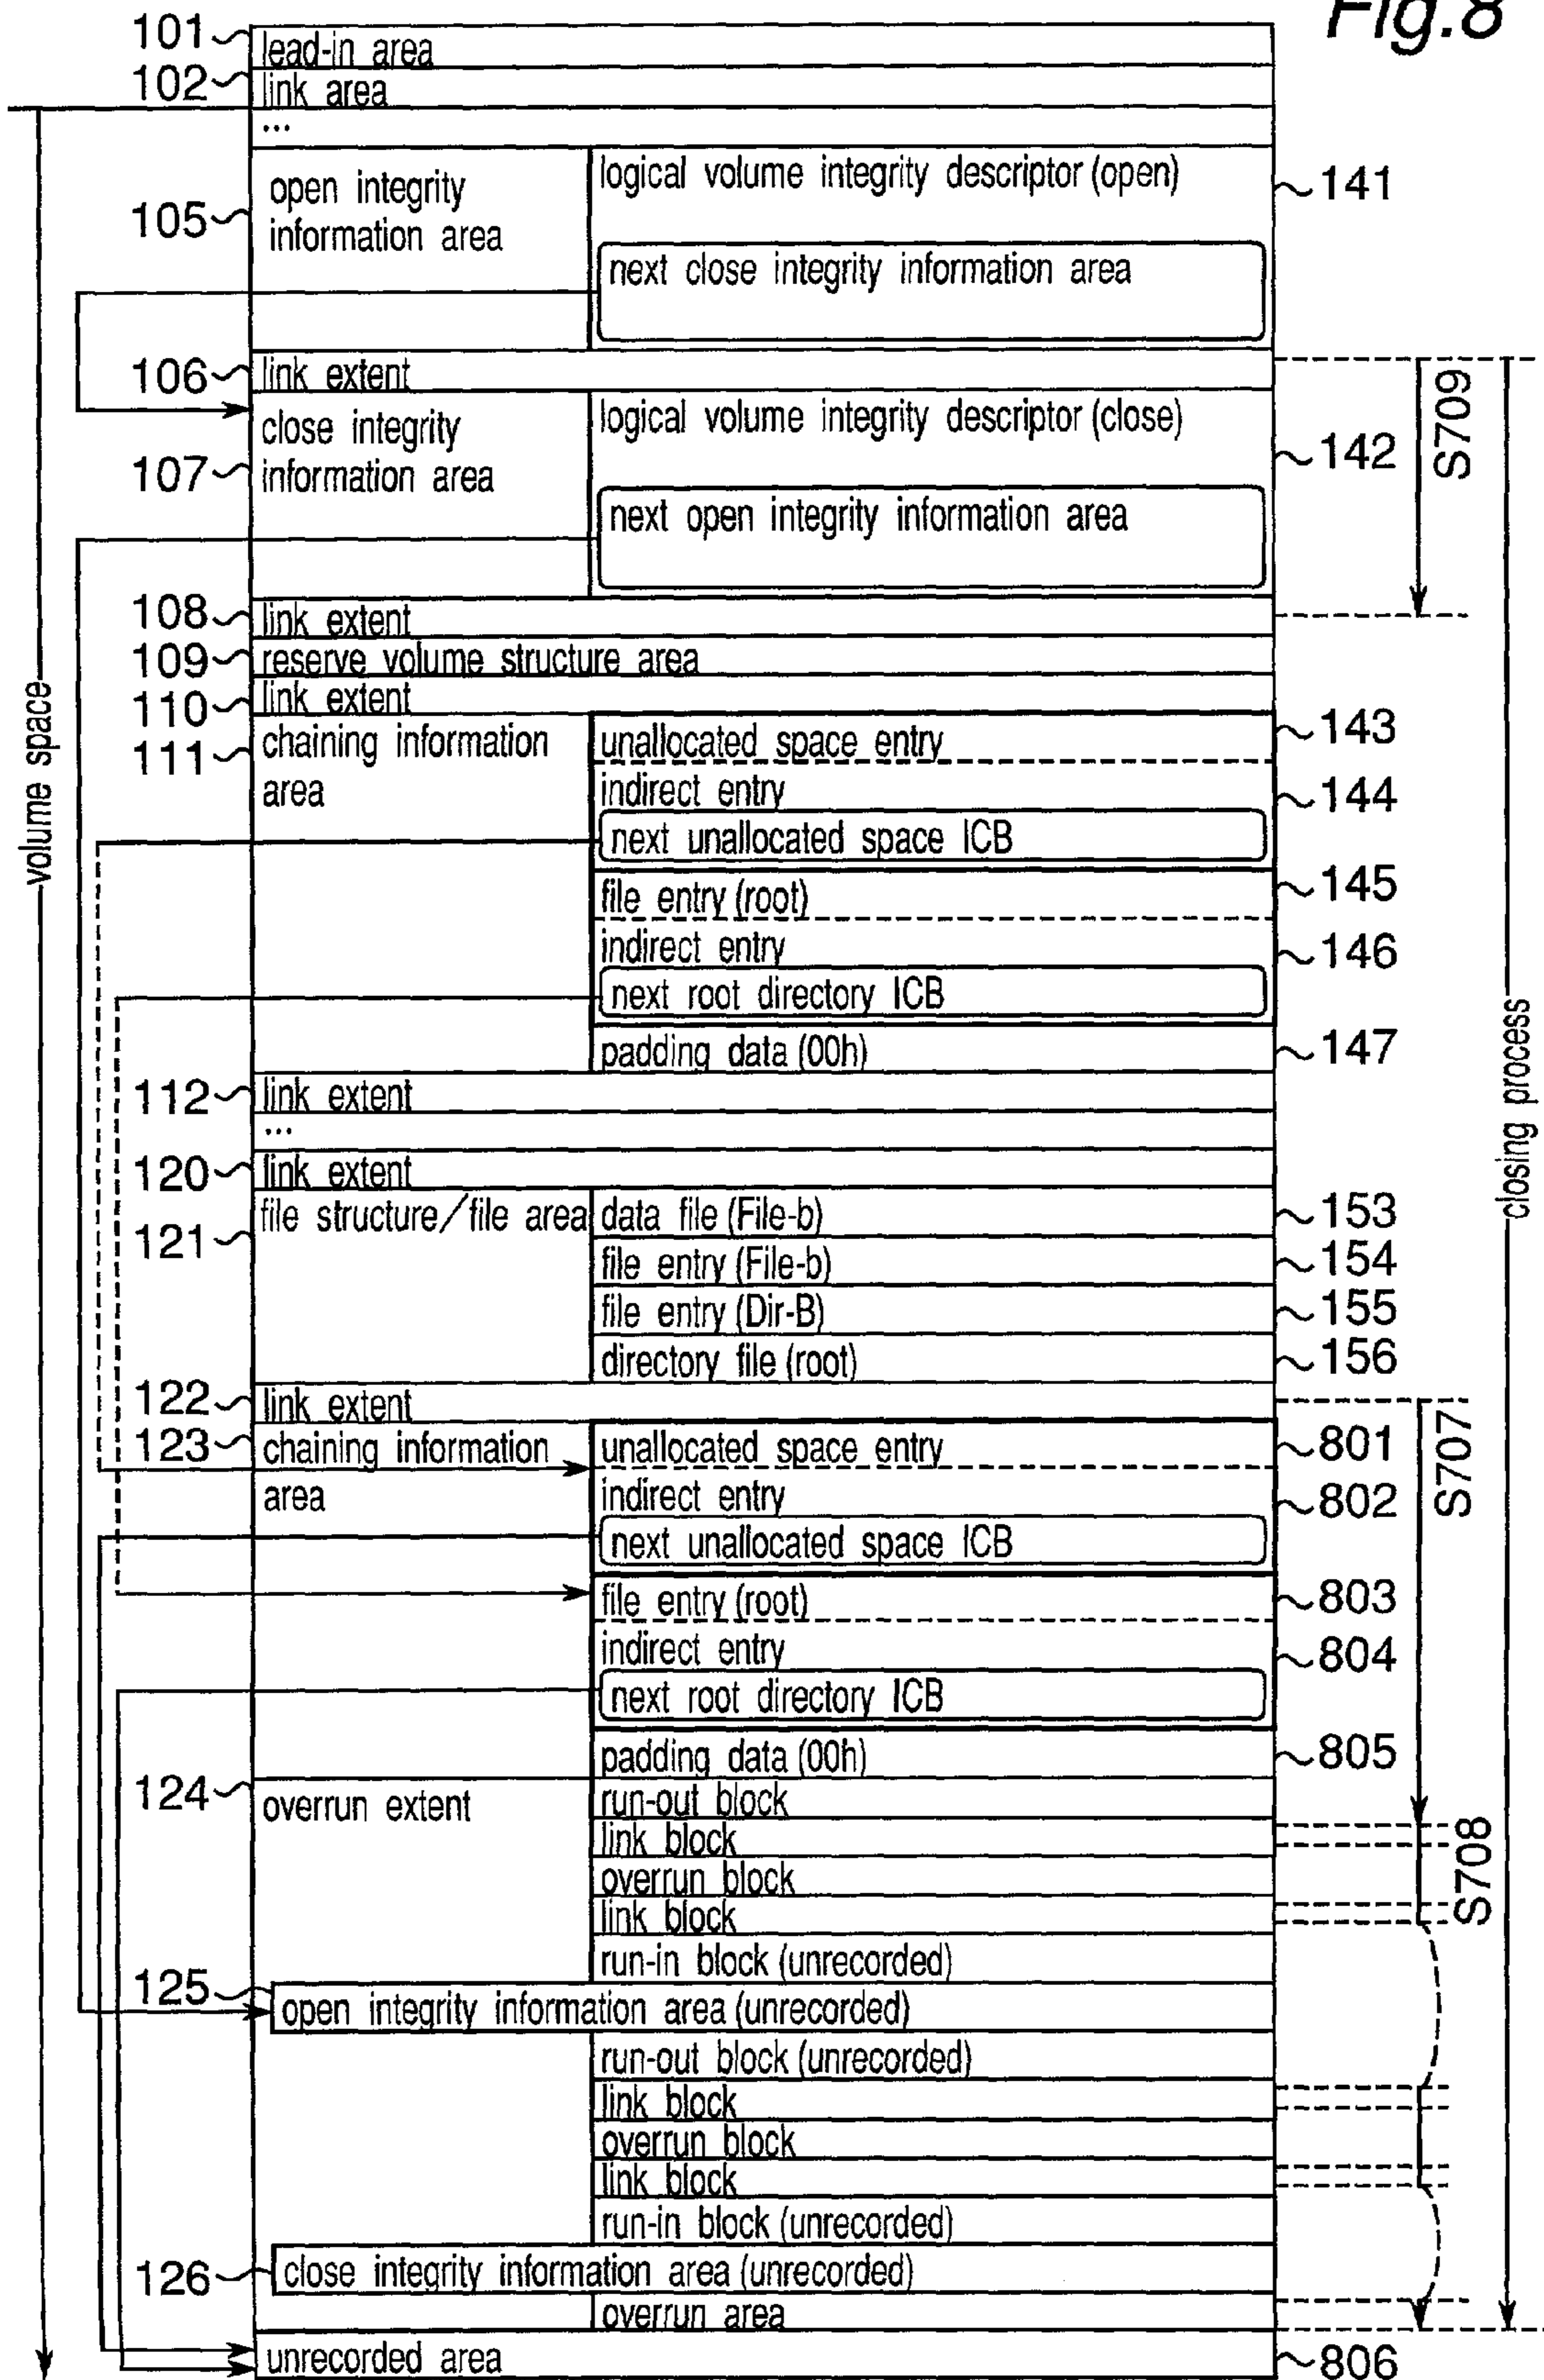 Fig.8
101 lead-in area
102 link area
...
105 open integrity information area
logical volume integrity descriptor (open) 141
next close integrity information area
106 link extent
107 close integrity information area
logical volume integrity descriptor (close) 142
next open integrity information area
S709
108 link extent
109 reserve volume structure area
110 link extent
111 chaining information area
unallocated space entry 143
indirect entry 144
next unallocated space ICB
file entry (root) 145
indirect entry 146
next root directory ICB
padding data (00h) 147
volume space
closing process
112 link extent
...
120 link extent
121 file structure/file area
data file (File-b) 153
file entry (File-b) 154
file entry (Dir-B) 155
directory file (root) 156
122 link extent
123 chaining information area
unallocated space entry 801
indirect entry 802
next unallocated space ICB
S707
file entry (root) 803
indirect entry 804
next root directory ICB
padding data (00h) 805
124 overrun extent
run-out block
link block
overrun block
link block
S708
run-in block (unrecorded)
125 open integrity information area (unrecorded)
run-out block (unrecorded)
link block
overrun block
link block
run-in block (unrecorded)
126 close integrity information area (unrecorded)
overrun area
unrecorded area 806